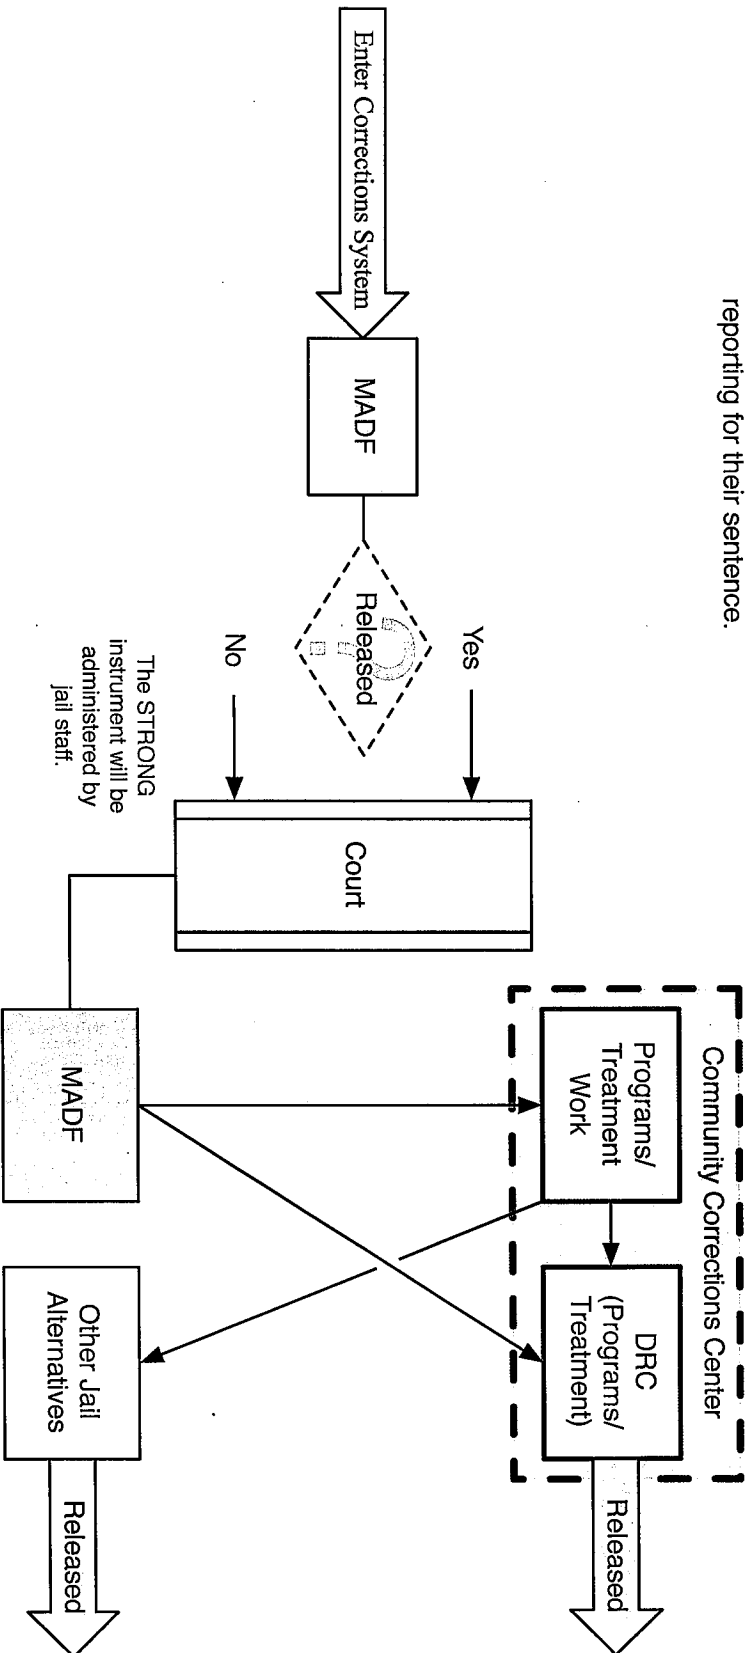 reporting for their sentence.
Enter Corrections System
MADF
?
Released
Yes
No
The STRONG
instrument will be
administered by
jail staff.
Court
MADF
Community Corrections Center
Programs/
Treatment
Work
DRC
(Programs/
Treatment)
Released
Other Jail
Alternatives
Released